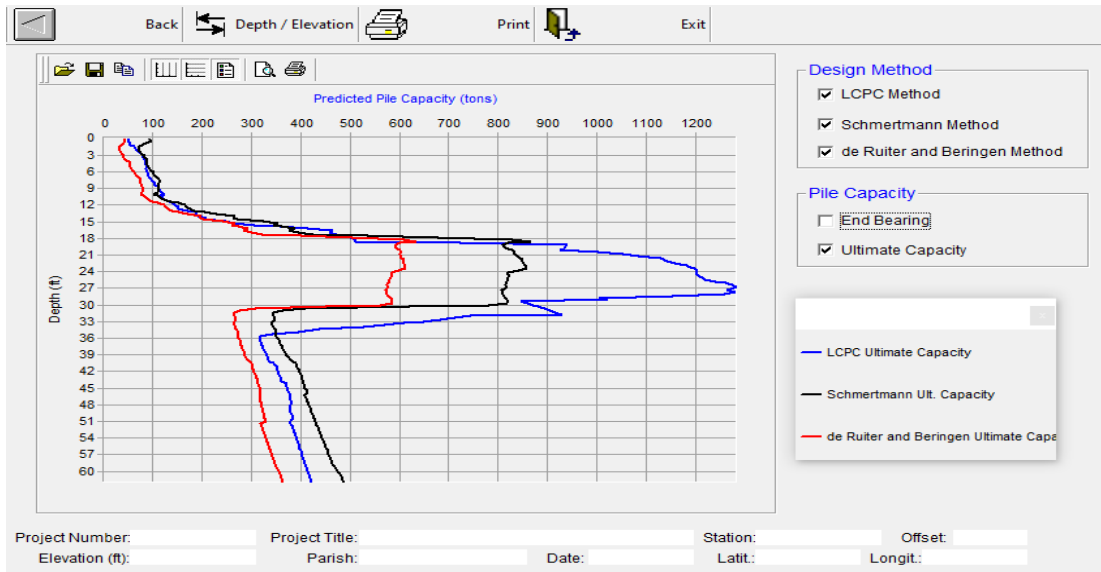 Back Depth / Elevation Print Exit
Predicted Pile Capacity (tons)
0 100 200 300 400 500 600 700 800 900 1000 1100 1200
Depth (ft)
0
3
6
9
12
15
18
21
24
27
30
33
36
39
42
45
48
51
54
57
60
Design Method
LCPC Method
Schmertmann Method
de Ruiter and Beringen Method
Pile Capacity
End Bearing
Ultimate Capacity
LCPC Ultimate Capacity
Schmertmann Ult. Capacity
de Ruiter and Beringen Ultimate Capa
Project Number: Project Title: Station: Offset:
Elevation (ft): Parish: Date: Latit.: Longit.: